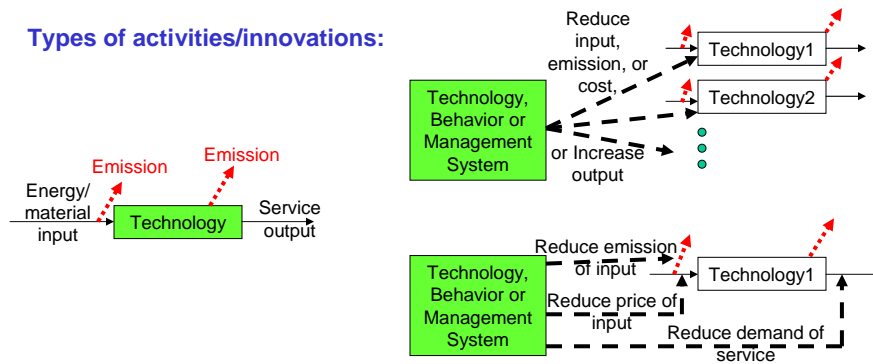 Types of activities/innovations:
Emission
Emission
Energy/
material
input
Technology
Service
output
Reduce
input,
emission, or
cost,
Technology,
Behavior or
Management
System
or Increase
output
Technology1
Technology2
Technology,
Behavior or
Management
System
Reduce emission
of input
Reduce price of
input
Reduce demand of
service
Technology1